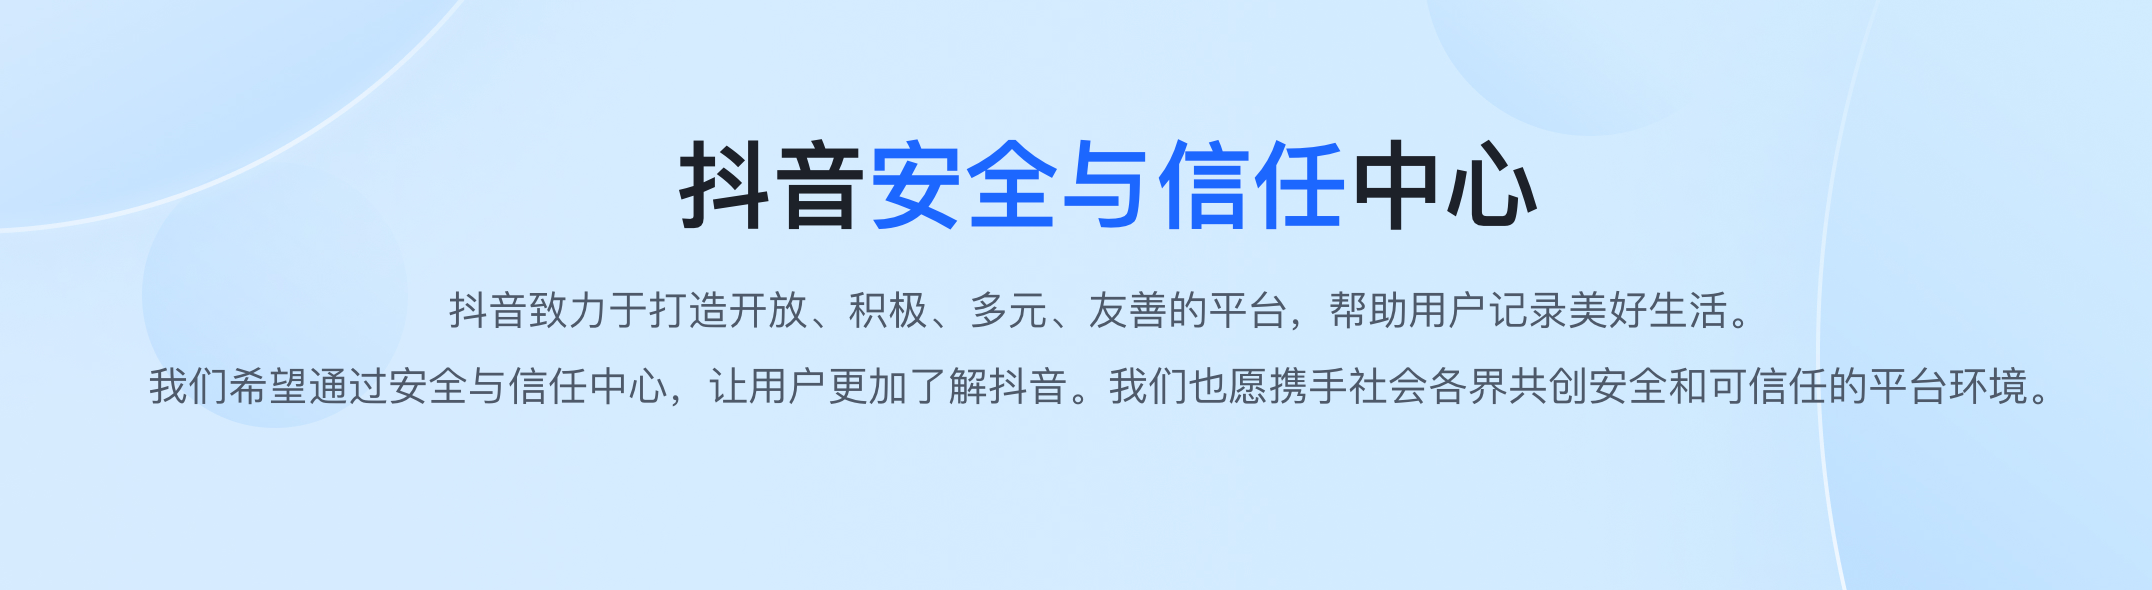 抖音安全与信任中心
抖音致力于打造开放、积极、多元、友善的平台，帮助用户记录美好生活。
我们希望通过安全与信任中心，让用户更加了解抖音。我们也愿携手社会各界共创安全和可信任的平台环境。